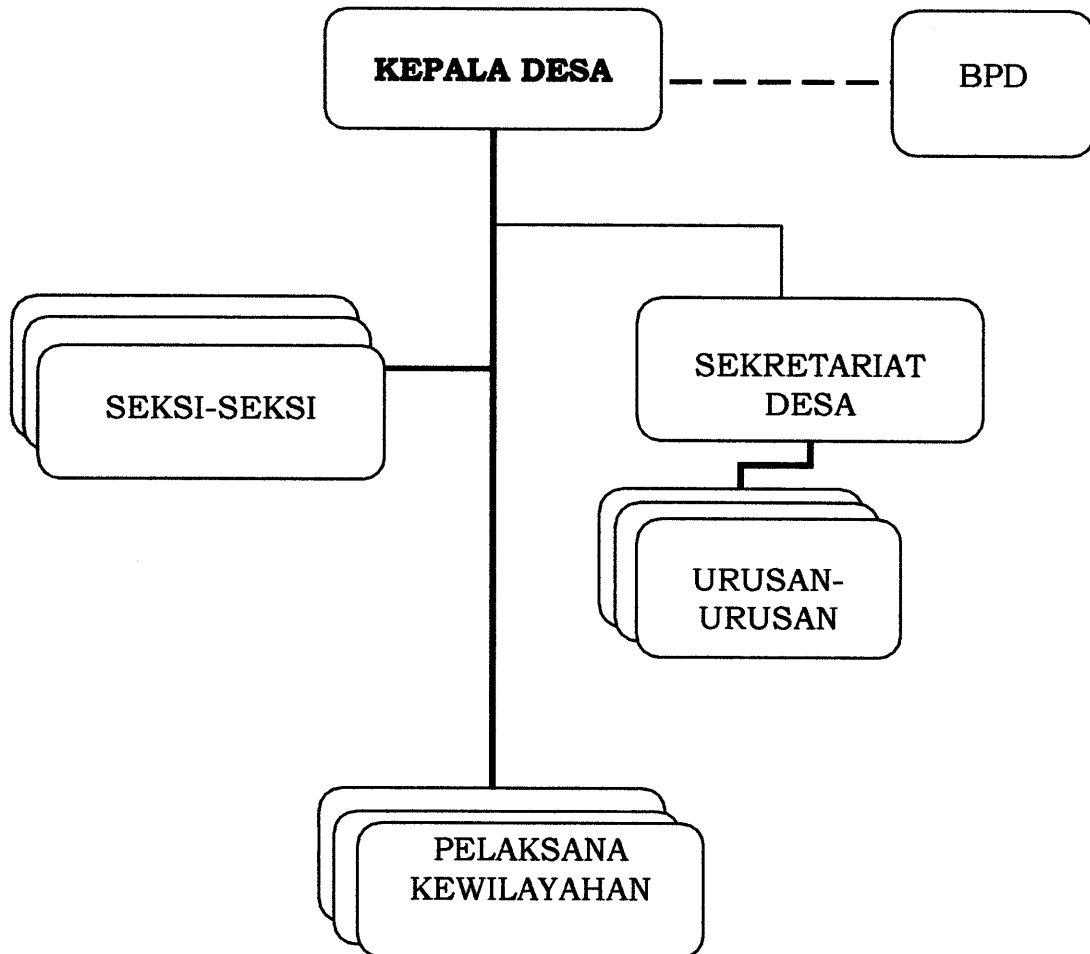 KEPALA DESA
BPD
SEKRETARIAT
DESA
SEKSI-SEKSI
URUSAN-
URUSAN
PELAKSANA
KEWILAYAHAN